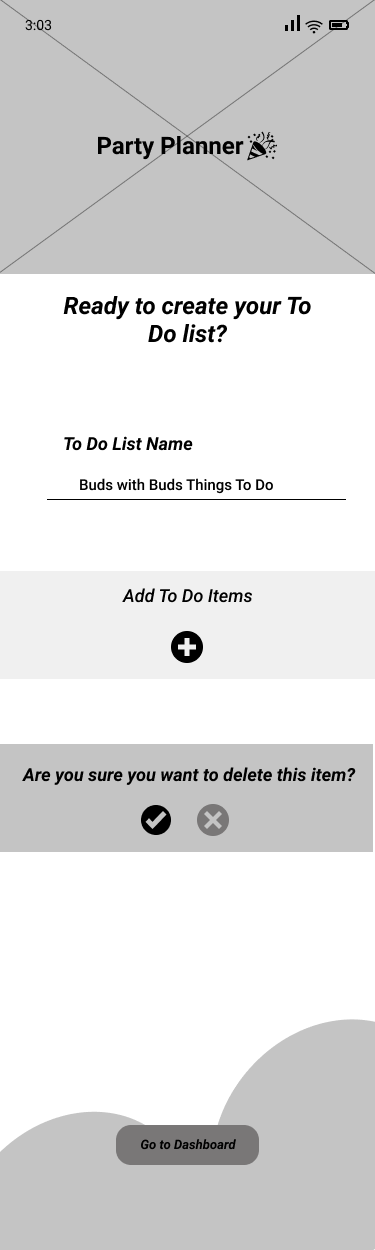 3:03
Party Planner
Ready to create your To
Do list?
To Do List Name
Buds with Buds Things To Do
Add To Do Items
Are you sure you want to delete this item?
Go to Dashboard